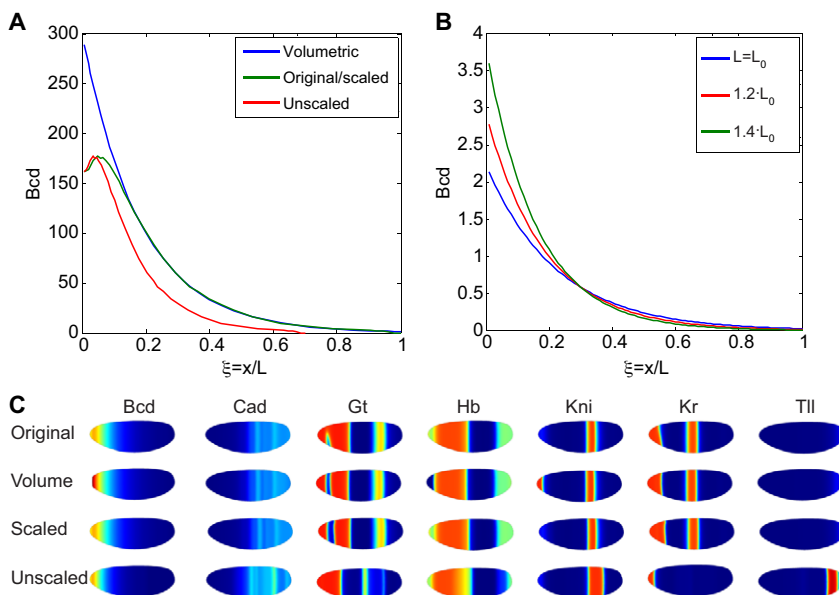 A
300
250
200
150
100
50
0
Bcd
0
0.2
0.4
0.6
0.8
1
ξ=x/L
Volumetric
Original/scaled
Unscaled
B
4
3.5
3
2.5
2
1.5
1
0.5
0
Bcd
0
0.2
0.4
0.6
0.8
1
ξ=x/L
L=L₀
1.2·L₀
1.4·L₀
C
Bcd Cad Gt Hb Kni Kr Tll
Original
Volume
Scaled
Unscaled